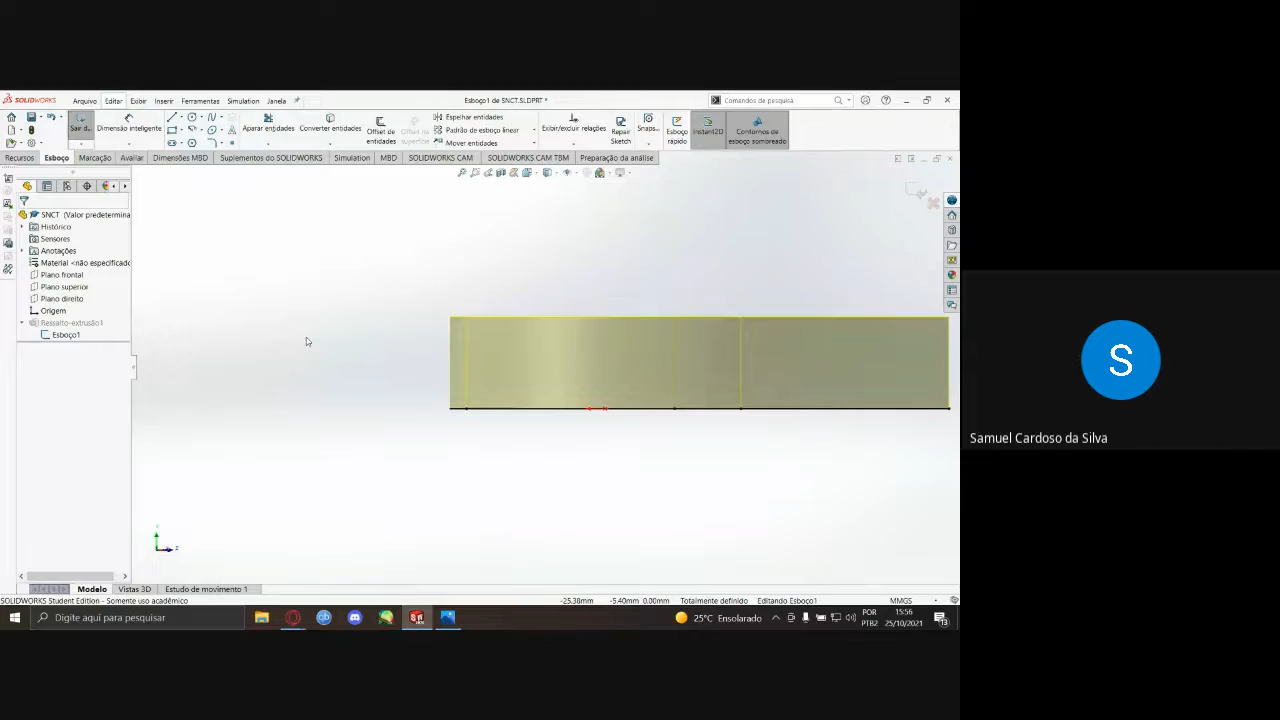 SOLIDWORKS Arquivo Editar Exibir Inserir Ferramentas Simulation Janela Esboço1 de SNCT.SLDPRT * Comandos de pesquisa
Sair d... Dimensão inteligente Aparar entidades Converter entidades Offset de entidades Offset na superfície Espelhar entidades Exibir/excluir relações Repair Sketch Snaps... Esboço rápido Instant2D Contornos de esboço sombreado
Padrão de esboço linear
Mover entidades
Recursos Esboço Marcação Avaliar Dimensões MBD Suplementos do SOLIDWORKS Simulation MBD SOLIDWORKS CAM SOLIDWORKS CAM TBM Preparação da análise
SNCT (Valor predetermina
Histórico
Sensores
Anotações
Material <não especificado
Plano frontal
Plano superior
Plano direito
Origem
Ressalto-extrusão1
Esboço1
S
Samuel Cardoso da Silva
Z
Modelo Vistas 3D Estudo de movimento 1
SOLIDWORKS Student Edition - Somente uso acadêmico -25.38mm -5.40mm 0.00mm Totalmente definido Editando Esboço1 MMGS
Digite aqui para pesquisar 25°C Ensolarado POR 15:56
PTB2 25/10/2021 13